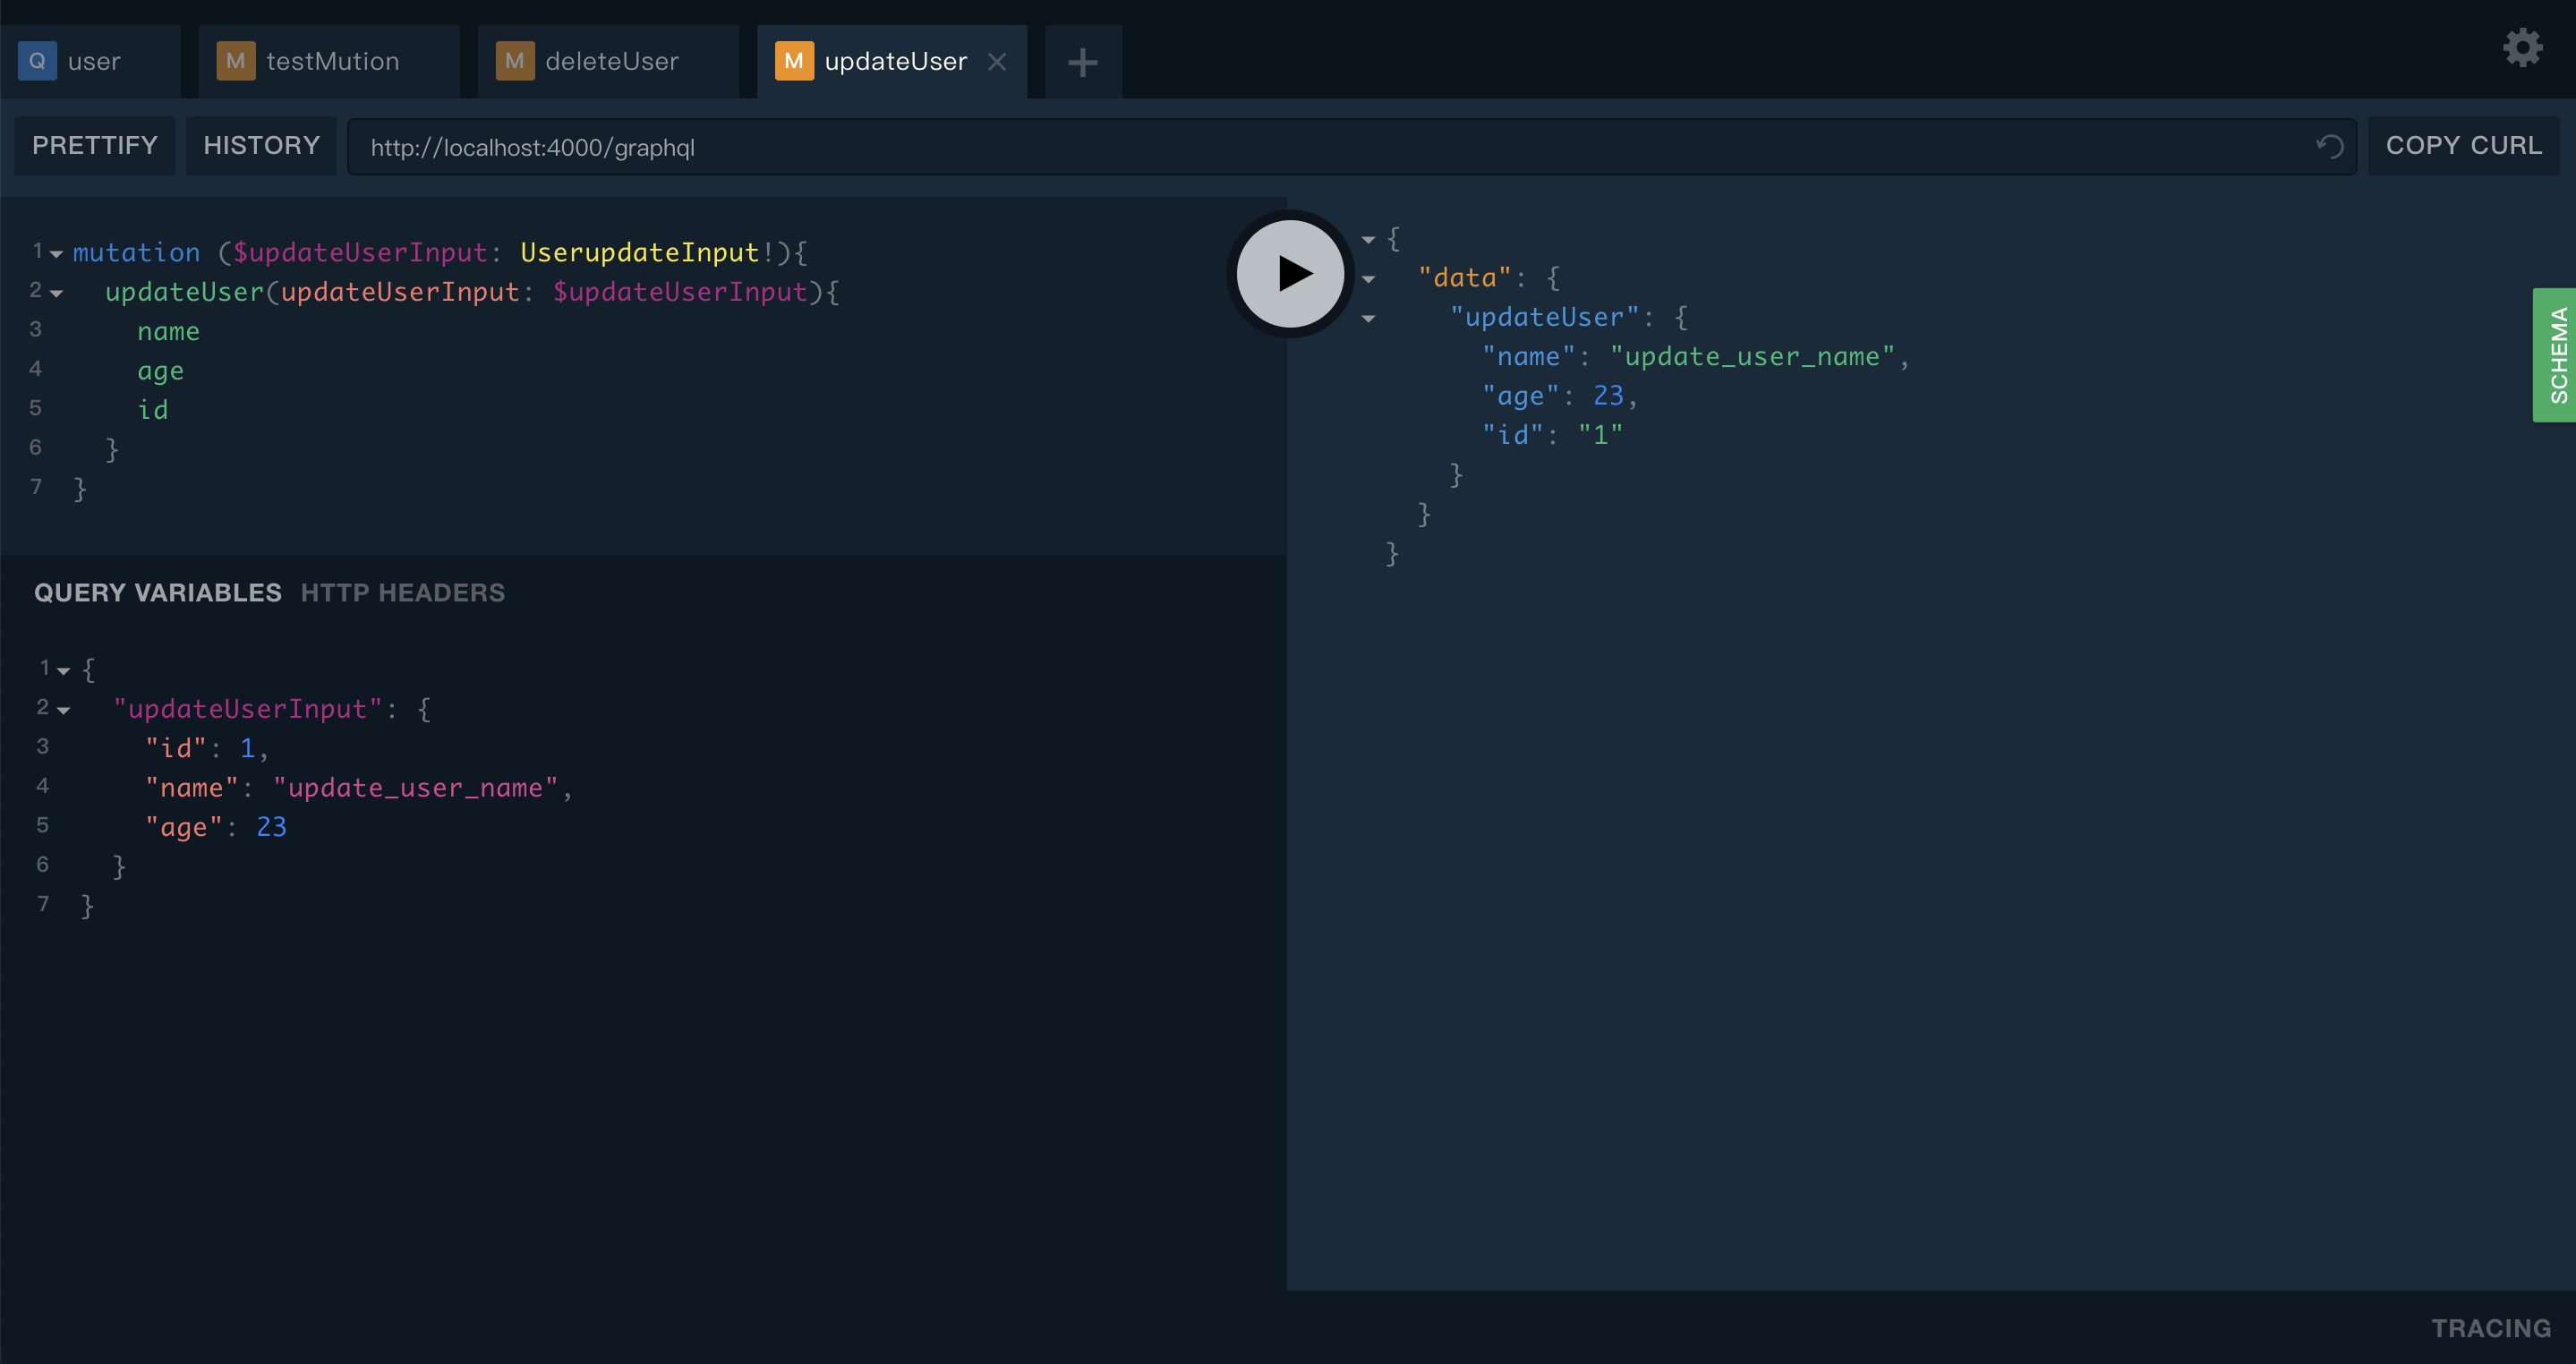 Q user
M testMution
M deleteUser
M updateUser
PRETTIFY
HISTORY
http://localhost:4000/graphql
COPY CURL
1 mutation ($updateUserInput: UserupdateInput!){
2 updateUser(updateUserInput: $updateUserInput){
3 name
4 age
5 id
6 }
7 }
QUERY VARIABLES HTTP HEADERS
1 {
2 "updateUserInput": {
3 "id": 1,
4 "name": "update_user_name",
5 "age": 23
6 }
7 }
{
"data": {
"updateUser": {
"name": "update_user_name",
"age": 23,
"id": "1"
}
}
}
SCHEMA
TRACING